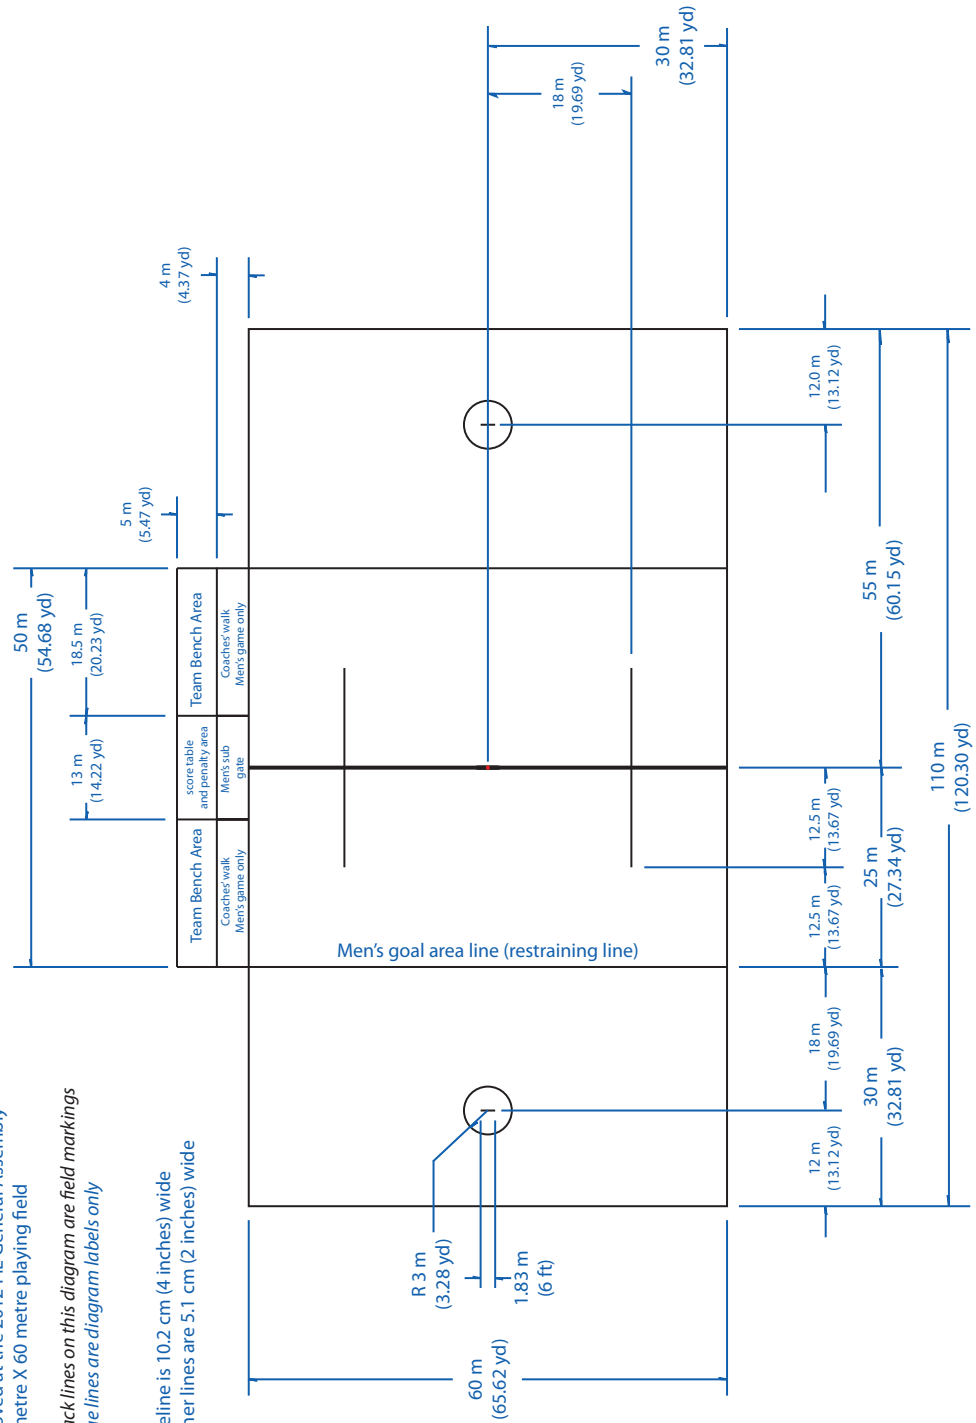 General Assembly
metre X 60 metre playing field
lines on this diagram are field markings
lines are diagram labels only
is 10.2 cm (4 inches) wide
lines are 5.1 cm (2 inches) wide
50 m
(54.68 yd)
13 m
(14.22 yd)
18.5 m
(20.23 yd)
5 m
(5.47 yd)
4 m
(4.37 yd)
18 m
(19.69 yd)
30 m
(32.81 yd)
Team Bench Area
score table
and penalty area
Team Bench Area
Coaches' walk
Men's game only
Men's sub
gate
Coaches' walk
Men's game only
Men's goal area line (restraining line)
R 3 m
(3.28 yd)
1.83 m
(6 ft)
60 m
(65.62 yd)
12 m
(13.12 yd)
18 m
(19.69 yd)
12.5 m
(13.67 yd)
12.5 m
(13.67 yd)
12.0 m
(13.12 yd)
30 m
(32.81 yd)
25 m
(27.34 yd)
55 m
(60.15 yd)
110 m
(120.30 yd)